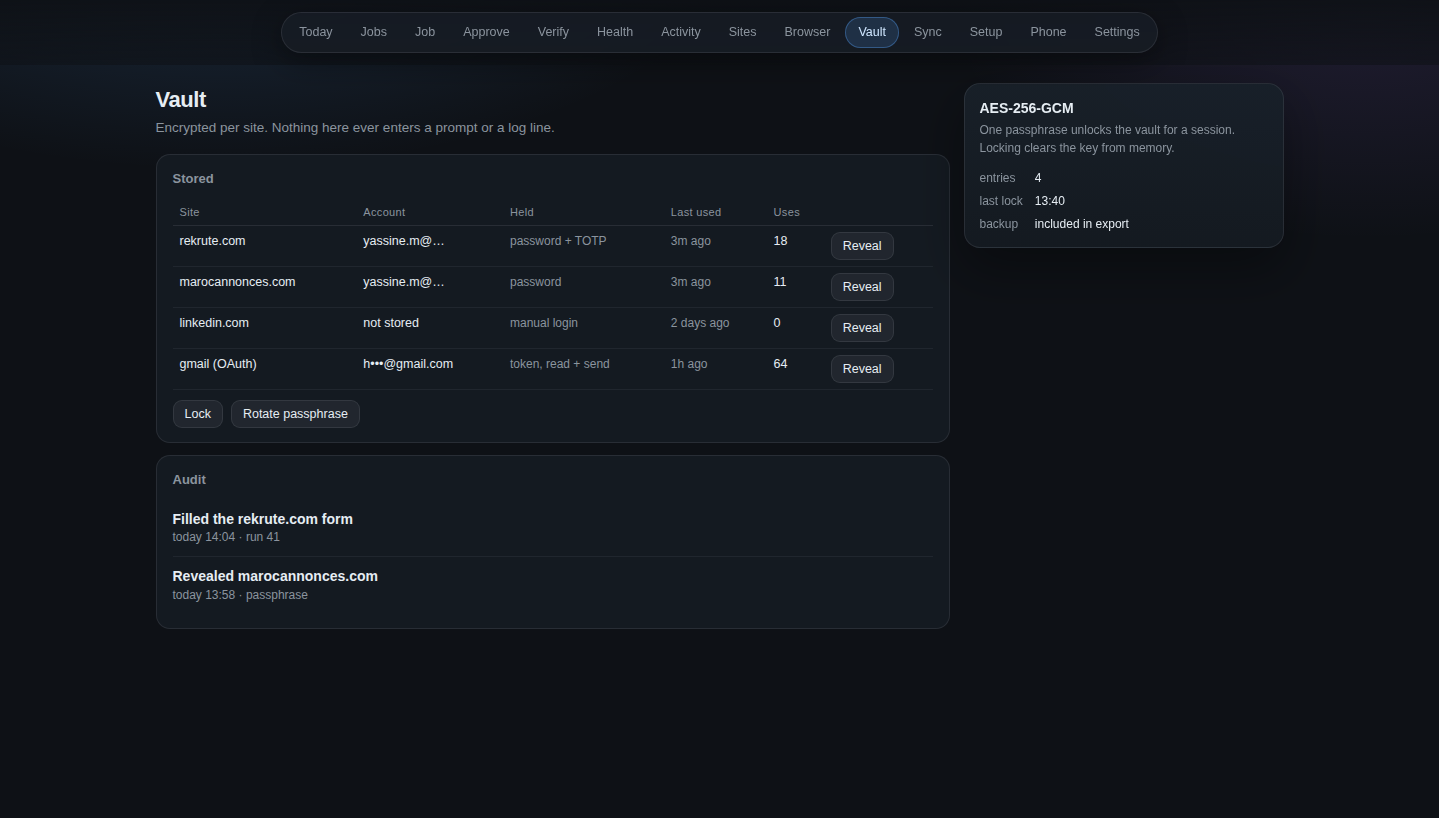 Today Jobs Job Approve Verify Health Activity Sites Browser Vault Sync Setup Phone Settings
Vault
Encrypted per site. Nothing here ever enters a prompt or a log line.
Stored
Site Account Held Last used Uses
rekrute.com yassine.m@… password + TOTP 3m ago 18 Reveal
marocannonces.com yassine.m@… password 3m ago 11 Reveal
linkedin.com not stored manual login 2 days ago 0 Reveal
gmail (OAuth) h•••@gmail.com token, read + send 1h ago 64 Reveal
Lock Rotate passphrase
Audit
Filled the rekrute.com form
today 14:04 · run 41
Revealed marocannonces.com
today 13:58 · passphrase
AES-256-GCM
One passphrase unlocks the vault for a session.
Locking clears the key from memory.
entries 4
last lock 13:40
backup included in export